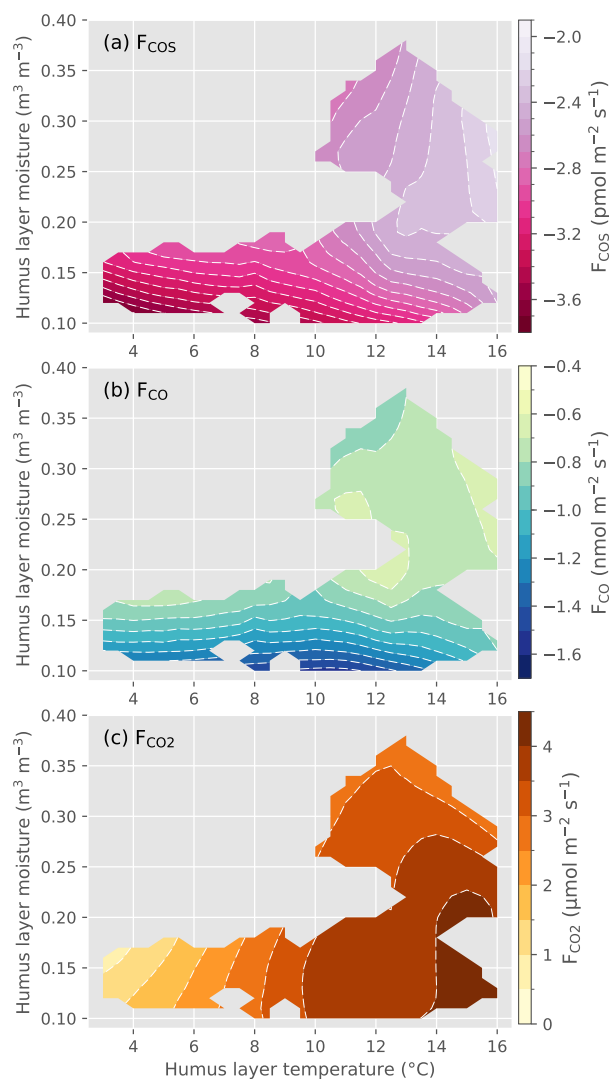 (a) F_COS
0.40
0.35
0.30
0.25
0.20
0.15
0.10
Humus layer moisture (m³ m⁻³)
4 6 8 10 12 14 16
−2.0
−2.4
−2.8
−3.2
−3.6
F_COS (pmol m⁻² s⁻¹)
(b) F_CO
0.40
0.35
0.30
0.25
0.20
0.15
0.10
Humus layer moisture (m³ m⁻³)
4 6 8 10 12 14 16
−0.4
−0.6
−0.8
−1.0
−1.2
−1.4
−1.6
F_CO (nmol m⁻² s⁻¹)
(c) F_CO2
0.40
0.35
0.30
0.25
0.20
0.15
0.10
Humus layer moisture (m³ m⁻³)
4 6 8 10 12 14 16
Humus layer temperature (°C)
4
3
2
1
0
F_CO2 (µmol m⁻² s⁻¹)